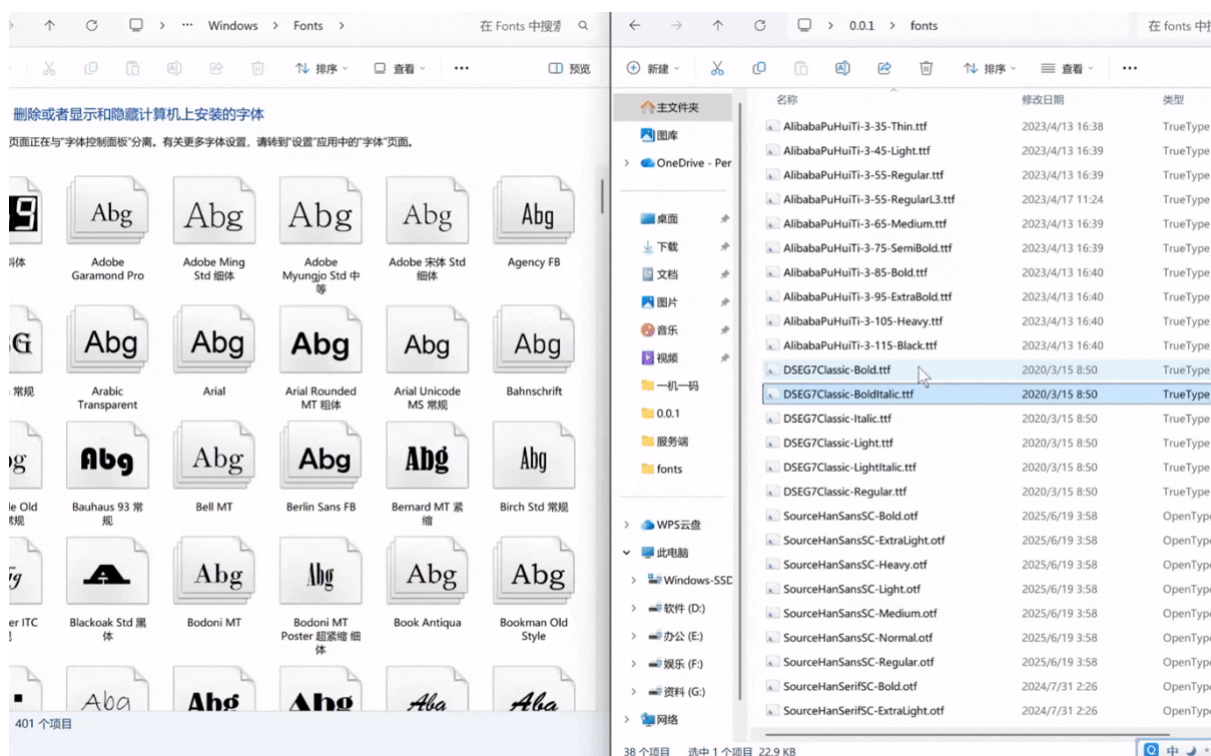 Windows
Fonts
在 Fonts 中搜索
排序
查看
预览
删除或者显示和隐藏计算机上安装的字体
页面正在与“字体控制面板”分离。有关更多字体设置，请转到“设置”应用中的“字体”页面。
Abg Abg Abg Abg Abg
Adobe Garamond Pro
Adobe Ming Std 细体
Adobe Myungjo Std 中等
Adobe 宋体 Std 细体
Agency FB
Abg Abg Abg Abg Abg
常规
Arabic Transparent
Arial
Arial Rounded MT 粗体
Arial Unicode MS 常规
Bahnschrift
Abg Abg Abg Abg Abg
Bauhaus 93 常规
Bell MT
Berlin Sans FB
Bernard MT 紧缩
Birch Std 常规
A Abg Abg Abg Abg
Blackoak Std 黑体
Bodoni MT
Bodoni MT Poster 超紧缩 细体
Book Antiqua
Bookman Old Style
Abg Abg Abg Abg Abg
401 个项目
0.0.1
fonts
在 fonts 中
新建
排序
查看
主文件夹
图库
OneDrive - Per
桌面
下载
文档
图片
音乐
视频
一机一码
0.0.1
服务端
fonts
WPS云盘
此电脑
Windows-SSD
软件 (D:)
办公 (E:)
娱乐 (F:)
资料 (G:)
网络
名称 修改日期 类型
AlibabaPuHuiTi-3-35-Thin.ttf 2023/4/13 16:38 TrueType
AlibabaPuHuiTi-3-45-Light.ttf 2023/4/13 16:39 TrueType
AlibabaPuHuiTi-3-55-Regular.ttf 2023/4/13 16:39 TrueType
AlibabaPuHuiTi-3-55-RegularL3.ttf 2023/4/17 11:24 TrueType
AlibabaPuHuiTi-3-65-Medium.ttf 2023/4/13 16:39 TrueType
AlibabaPuHuiTi-3-75-SemiBold.ttf 2023/4/13 16:39 TrueType
AlibabaPuHuiTi-3-85-Bold.ttf 2023/4/13 16:40 TrueType
AlibabaPuHuiTi-3-95-ExtraBold.ttf 2023/4/13 16:40 TrueType
AlibabaPuHuiTi-3-105-Heavy.ttf 2023/4/13 16:40 TrueType
AlibabaPuHuiTi-3-115-Black.ttf 2023/4/13 16:40 TrueType
DSEG7Classic-Bold.ttf 2020/3/15 8:50 TrueType
DSEG7Classic-BoldItalic.ttf 2020/3/15 8:50 TrueType
DSEG7Classic-Italic.ttf 2020/3/15 8:50 TrueType
DSEG7Classic-Light.ttf 2020/3/15 8:50 TrueType
DSEG7Classic-LightItalic.ttf 2020/3/15 8:50 TrueType
DSEG7Classic-Regular.ttf 2020/3/15 8:50 TrueType
SourceHanSansSC-Bold.otf 2025/6/19 3:58 OpenType
SourceHanSansSC-ExtraLight.otf 2025/6/19 3:58 OpenType
SourceHanSansSC-Heavy.otf 2025/6/19 3:58 OpenType
SourceHanSansSC-Light.otf 2025/6/19 3:58 OpenType
SourceHanSansSC-Medium.otf 2025/6/19 3:58 OpenType
SourceHanSansSC-Normal.otf 2025/6/19 3:58 OpenType
SourceHanSansSC-Regular.otf 2025/6/19 3:58 OpenType
SourceHanSerifSC-Bold.otf 2024/7/31 2:26 OpenType
SourceHanSerifSC-ExtraLight.otf 2024/7/31 2:26 OpenType
38 个项目 选中 1 个项目 22.9 KB
中